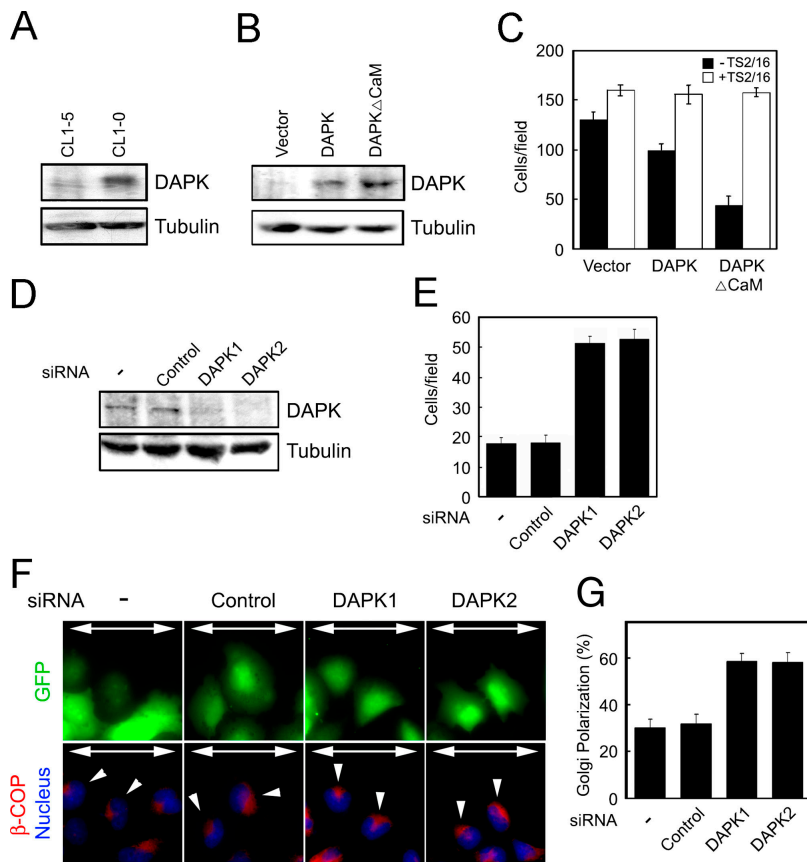 A
CL1-5
CL1-0
DAPK
Tubulin
B
Vector
DAPK
DAPK△CaM
DAPK
Tubulin
C
200
150
100
50
0
Cells/field
-TS2/16
+TS2/16
Vector
DAPK
DAPK
△CaM
D
siRNA
-
Control
DAPK1
DAPK2
DAPK
Tubulin
E
60
50
40
30
20
10
0
Cells/field
siRNA
-
Control
DAPK1
DAPK2
F
siRNA
-
Control
DAPK1
DAPK2
GFP
β-COP
Nucleus
G
80
60
40
20
0
Golgi Polarization (%)
siRNA
-
Control
DAPK1
DAPK2